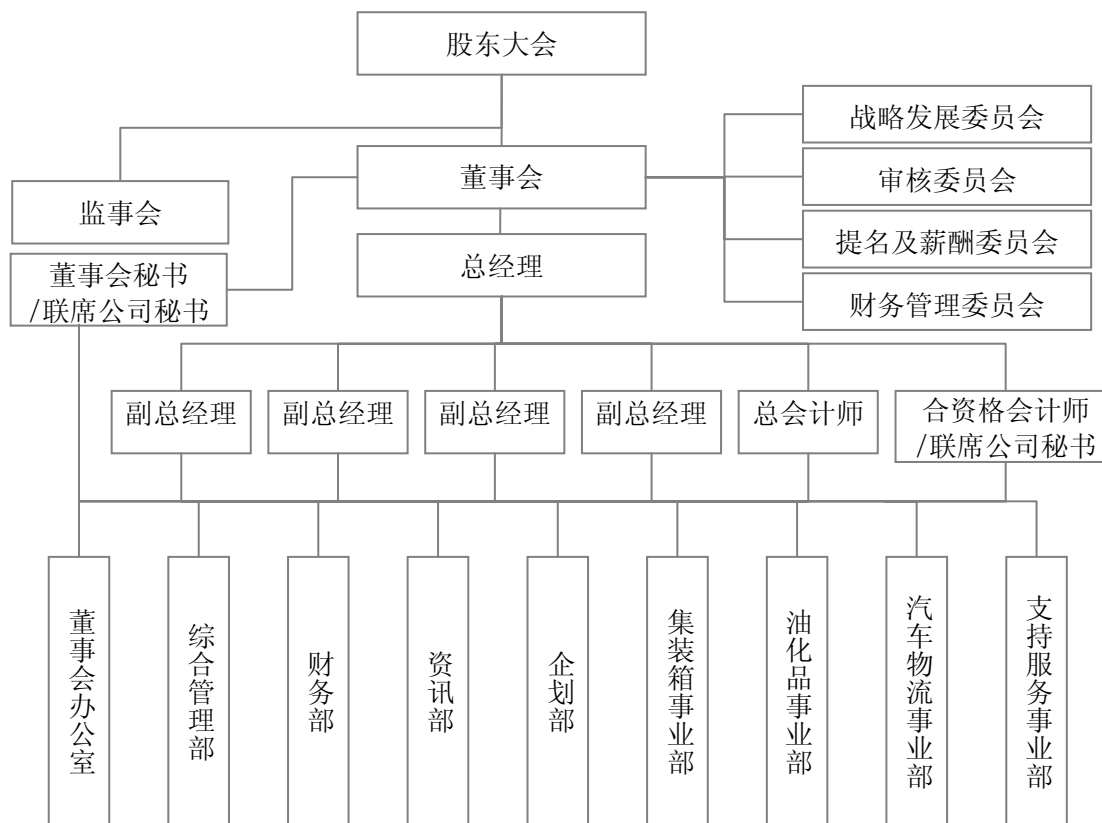 股东大会
战略发展委员会
董事会
审核委员会
监事会
提名及薪酬委员会
总经理
董事会秘书
/联席公司秘书
财务管理委员会
副总经理
副总经理
副总经理
副总经理
总会计师
合资格会计师
/联席公司秘书
董事会办公室
综合管理部
财务部
资讯部
企划部
集装箱事业部
油化品事业部
汽车物流事业部
支持服务事业部